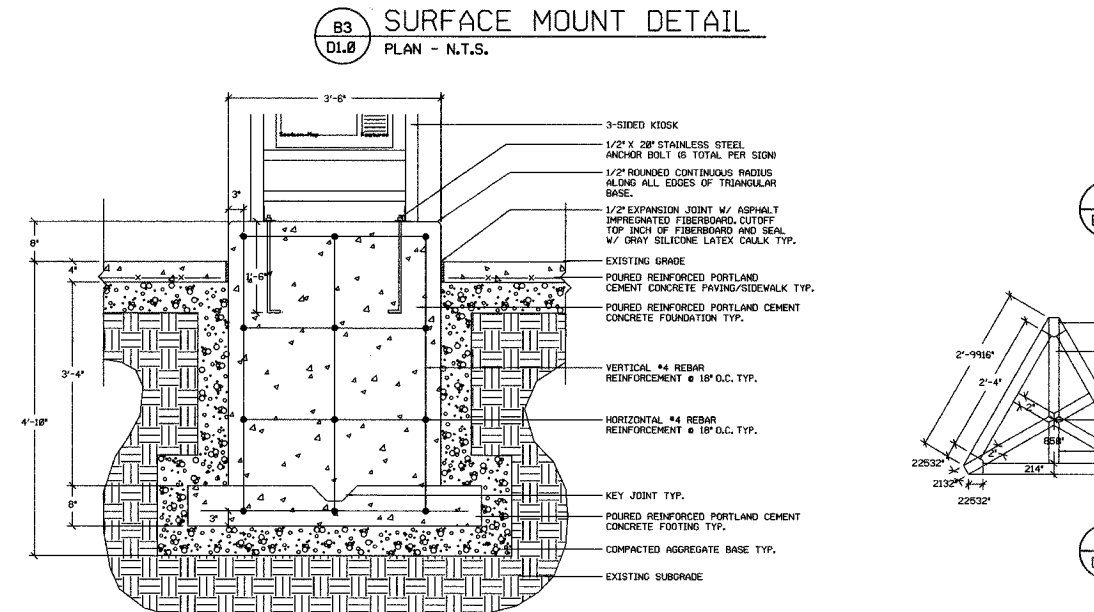 B3
D1.0
SURFACE MOUNT DETAIL
PLAN - N.T.S.
3'-6"
3-SIDED KIOSK
1/2" X 20" STAINLESS STEEL
ANCHOR BOLT (6 TOTAL PER SIGN)
1/2" ROUNDED CONTINUOUS RADIUS
ALONG ALL EDGES OF TRIANGULAR
BASE.
1/2" EXPANSION JOINT W/ ASPHALT
IMPREGNATED FIBERBOARD. CUTOFF
TOP INCH OF FIBERBOARD AND SEAL
W/ GRAY SILICONE LATEX CAULK TYP.
EXISTING GRADE
POURED REINFORCED PORTLAND
CEMENT CONCRETE PAVING/SIDEWALK TYP.
POURED REINFORCED PORTLAND CEMENT
CONCRETE FOUNDATION TYP.
VERTICAL #4 REBAR
REINFORCEMENT @ 18" O.C. TYP.
HORIZONTAL #4 REBAR
REINFORCEMENT @ 18" O.C. TYP.
KEY JOINT TYP.
POURED REINFORCED PORTLAND CEMENT
CONCRETE FOOTING TYP.
COMPACTED AGGREGATE BASE TYP.
EXISTING SUBGRADE
3"
8"
4"
1'-6"
3'-4"
4'-10"
8"
3"
2'-9916"
2'-4"
2"
858"
2"
214"
22532"
2132"
22532"